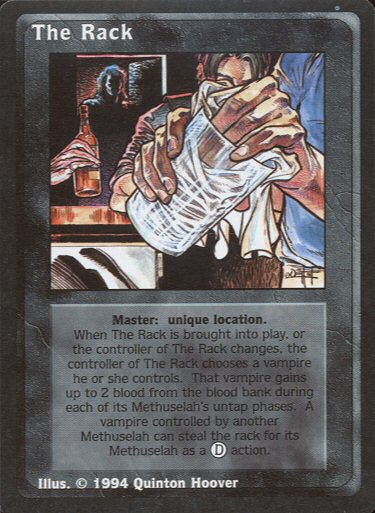 The Rack
Master: unique location.
When The Rack is brought into play, or
the controller of The Rack changes, the
controller of The Rack chooses a vampire
he or she controls. That vampire gains
up to 2 blood from the blood bank during
each of its Methuselah's untap phases. A
vampire controlled by another
Methuselah can steal the rack for its
Methuselah as a D action.
Illus. © 1994 Quinton Hoover